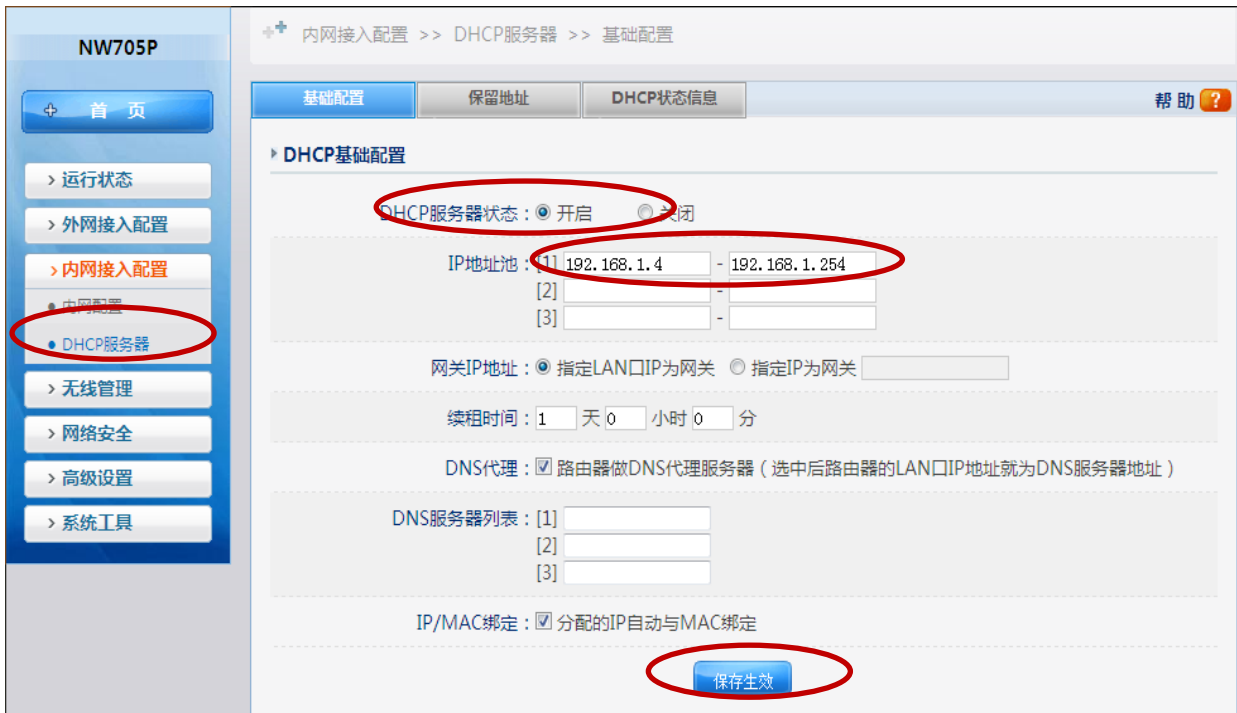 NW705P
内网接入配置 >> DHCP服务器 >> 基础配置
首 页
基础配置 保留地址 DHCP状态信息 帮助 ?
DHCP基础配置
> 运行状态
> 外网接入配置
> 内网接入配置
● 内网配置
● DHCP服务器
> 无线管理
> 网络安全
> 高级设置
> 系统工具
DHCP服务器状态：开启 关闭
IP地址池：[1] 192.168.1.4 - 192.168.1.254
[2] -
[3] -
网关IP地址：指定LAN口IP为网关 指定IP为网关
续租时间：1 天 0 小时 0 分
DNS代理：路由器做DNS代理服务器（选中后路由器的LAN口IP地址就为DNS服务器地址）
DNS服务器列表：[1]
[2]
[3]
IP/MAC绑定：分配的IP自动与MAC绑定
保存生效